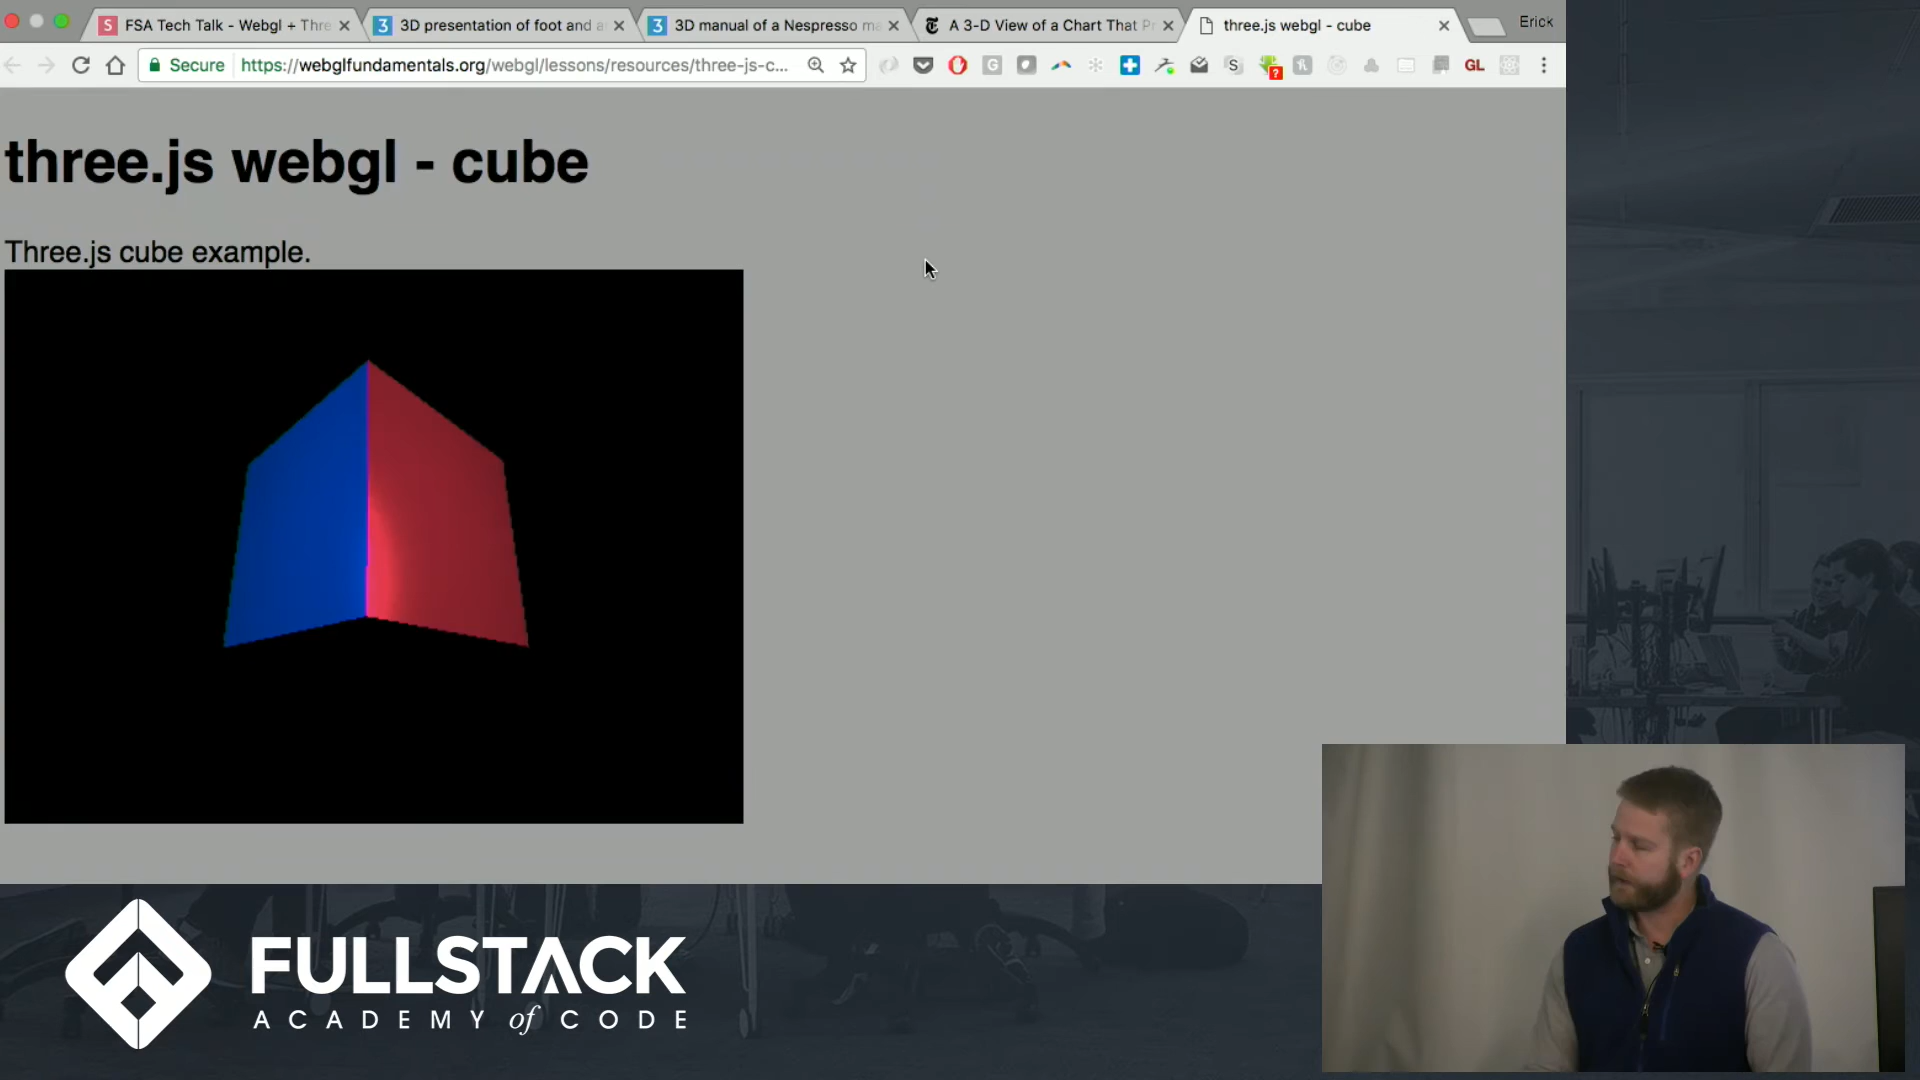 FSA Tech Talk - Webgl + Thre
3D presentation of foot and a
3D manual of a Nespresso ma
A 3-D View of a Chart That Pr
three.js webgl - cube
Erick
Secure
https://webglfundamentals.org/webgl/lessons/resources/three-js-c...
GL
three.js webgl - cube
Three.js cube example.
FULLSTACK
ACADEMY of CODE